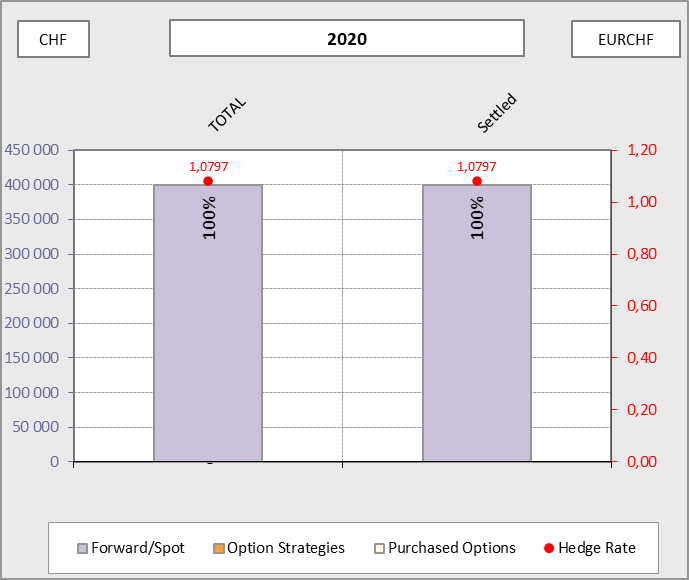 CHF
2020
EURCHF
TOTAL
Settled
450 000
400 000
350 000
300 000
250 000
200 000
150 000
100 000
50 000
0
1,0797
1,0797
100%
100%
-
1,20
1,00
0,80
0,60
0,40
0,20
0,00
Forward/Spot
Option Strategies
Purchased Options
Hedge Rate